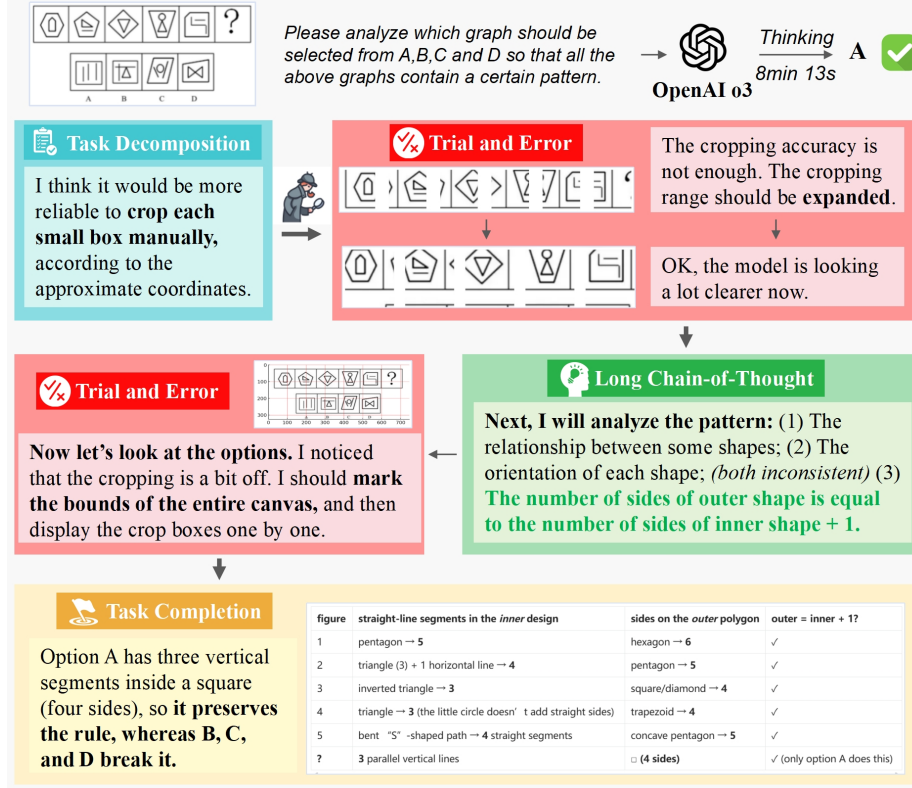 ?
A B C D
Please analyze which graph should be
selected from A,B,C and D so that all the
above graphs contain a certain pattern.
OpenAI o3
Thinking
8min 13s
A
Task Decomposition
I think it would be more
reliable to crop each
small box manually,
according to the
approximate coordinates.
Trial and Error
The cropping accuracy is
not enough. The cropping
range should be expanded.
OK, the model is looking
a lot clearer now.
Trial and Error
0
100
200
300
?
A B C D
0 100 200 300 400 500 600 700
Now let's look at the options. I noticed
that the cropping is a bit off. I should mark
the bounds of the entire canvas, and then
display the crop boxes one by one.
Long Chain-of-Thought
Next, I will analyze the pattern: (1) The
relationship between some shapes; (2) The
orientation of each shape; (both inconsistent) (3)
The number of sides of outer shape is equal
to the number of sides of inner shape + 1.
Task Completion
Option A has three vertical
segments inside a square
(four sides), so it preserves
the rule, whereas B, C,
and D break it.
figure straight-line segments in the inner design sides on the outer polygon outer = inner + 1?
1 pentagon → 5 hexagon → 6 ✓
2 triangle (3) + 1 horizontal line → 4 pentagon → 5 ✓
3 inverted triangle → 3 square/diamond → 4 ✓
4 triangle → 3 (the little circle doesn't add straight sides) trapezoid → 4 ✓
5 bent "S"-shaped path → 4 straight segments concave pentagon → 5 ✓
? 3 parallel vertical lines □ (4 sides) ✓ (only option A does this)